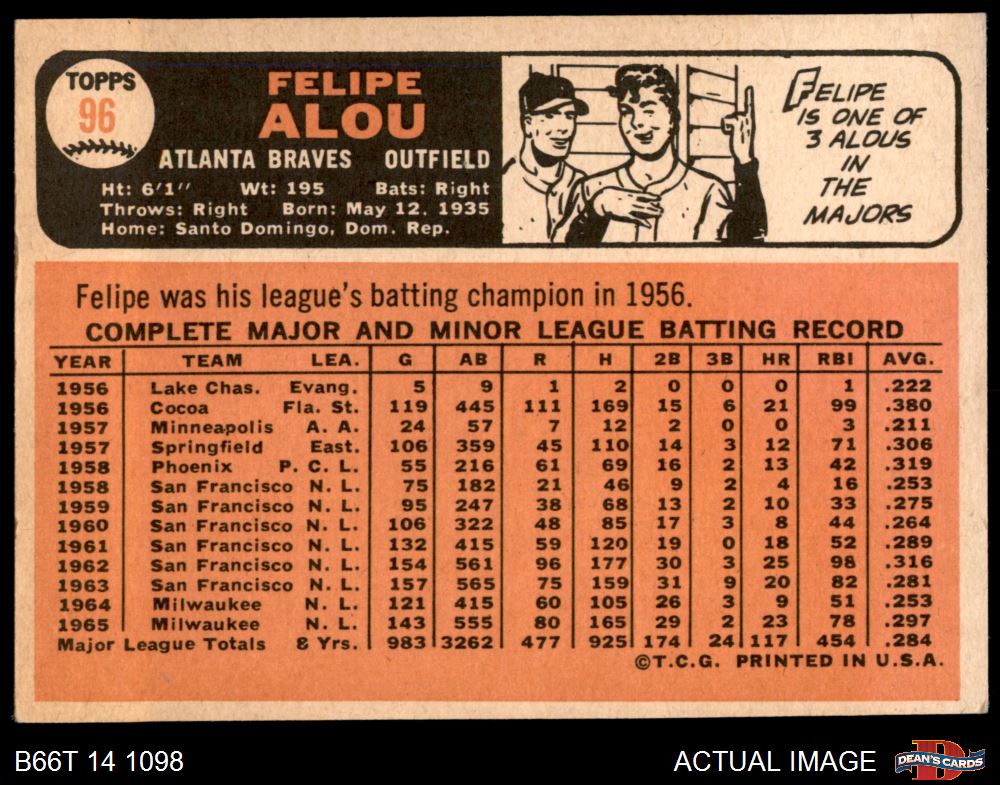 TOPPS
96
FELIPE
ALOU
ATLANTA BRAVES OUTFIELD
Ht: 6'1" Wt: 195 Bats: Right
Throws: Right Born: May 12, 1935
Home: Santo Domingo, Dom. Rep.
FELIPE
IS ONE OF
3 ALOUS
IN
THE
MAJORS
Felipe was his league's batting champion in 1956.
COMPLETE MAJOR AND MINOR LEAGUE BATTING RECORD
YEAR TEAM LEA. G AB R H 2B 3B HR RBI AVG.
1956 Lake Chas. Evang. 5 9 1 2 0 0 0 1 .222
1956 Cocoa Fla. St. 119 445 111 169 15 6 21 99 .380
1957 Minneapolis A. A. 24 57 7 12 2 0 0 3 .211
1957 Springfield East. 106 359 45 110 14 3 12 71 .306
1958 Phoenix P. C. L. 55 216 61 69 16 2 13 42 .319
1958 San Francisco N. L. 75 182 21 46 9 2 4 16 .253
1959 San Francisco N. L. 95 247 38 68 13 2 10 33 .275
1960 San Francisco N. L. 106 322 48 85 17 3 8 44 .264
1961 San Francisco N. L. 132 415 59 120 19 0 18 52 .289
1962 San Francisco N. L. 154 561 96 177 30 3 25 98 .316
1963 San Francisco N. L. 157 565 75 159 31 9 20 82 .281
1964 Milwaukee N. L. 121 415 60 105 26 3 9 51 .253
1965 Milwaukee N. L. 143 555 80 165 29 2 23 78 .297
Major League Totals 8 Yrs. 983 3262 477 925 174 24 117 454 .284
©T.C.G. PRINTED IN U.S.A.
B66T 14 1098
ACTUAL IMAGE
DEAN'S CARDS